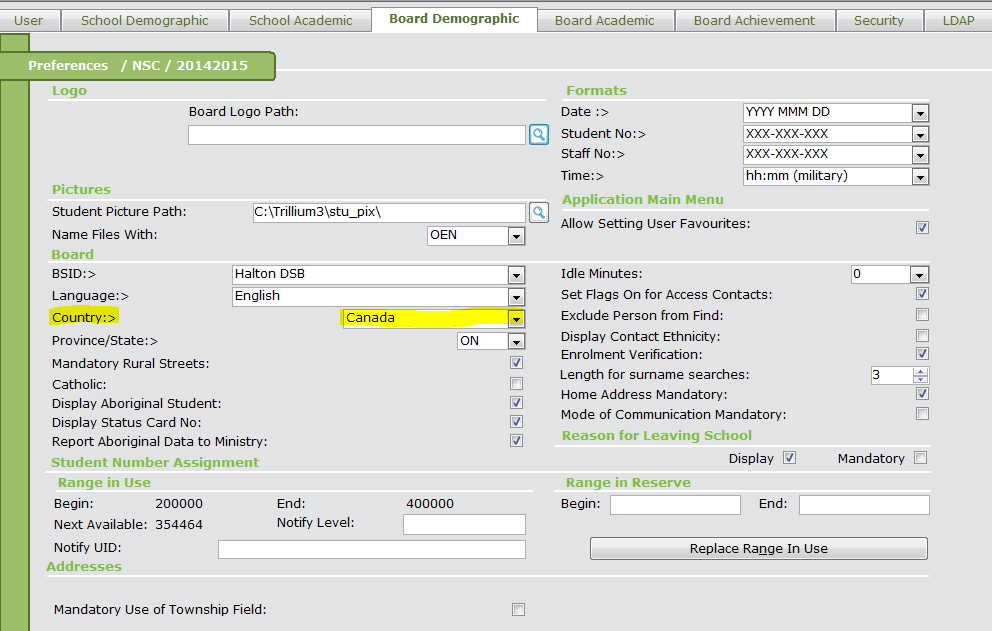 User School Demographic School Academic Board Demographic Board Academic Board Achievement Security LDAP
Preferences / NSC / 20142015
Logo
Board Logo Path:
Pictures
Student Picture Path: C:\Trillium3\stu_pix\
Name Files With: OEN
Board
BSID:> Halton DSB
Language:> English
Country:> Canada
Province/State:> ON
Mandatory Rural Streets:
Catholic:
Display Aboriginal Student:
Display Status Card No:
Report Aboriginal Data to Ministry:
Formats
Date :> YYYY MMM DD
Student No:> XXX-XXX-XXX
Staff No:> XXX-XXX-XXX
Time:> hh:mm (military)
Application Main Menu
Allow Setting User Favourites:
Idle Minutes: 0
Set Flags On for Access Contacts:
Exclude Person from Find:
Display Contact Ethnicity:
Enrolment Verification:
Length for surname searches: 3
Home Address Mandatory:
Mode of Communication Mandatory:
Reason for Leaving School
Display Mandatory
Student Number Assignment
Range in Use
Begin: 200000 End: 400000
Next Available: 354464 Notify Level:
Notify UID:
Range in Reserve
Begin: End:
Replace Range In Use
Addresses
Mandatory Use of Township Field: